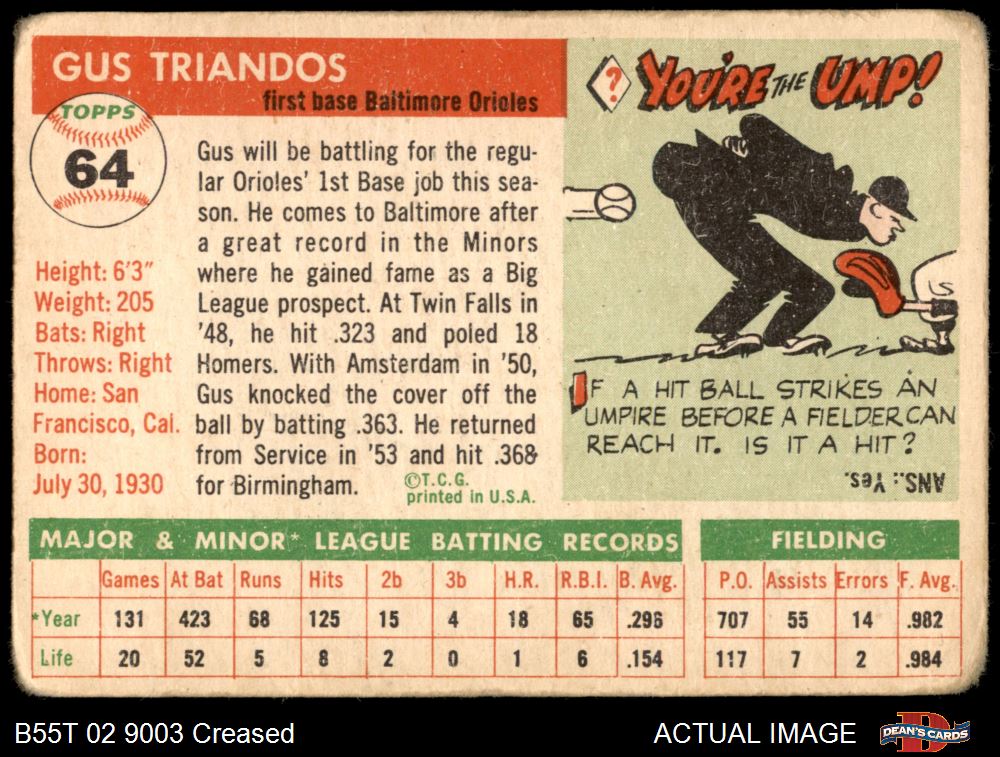 GUS TRIANDOS
first base Baltimore Orioles
TOPPS
64
Height: 6'3"
Weight: 205
Bats: Right
Throws: Right
Home: San
Francisco, Cal.
Born:
July 30, 1930
Gus will be battling for the regu-
lar Orioles' 1st Base job this sea-
son. He comes to Baltimore after
a great record in the Minors
where he gained fame as a Big
League prospect. At Twin Falls in
'48, he hit .323 and poled 18
Homers. With Amsterdam in '50,
Gus knocked the cover off the
ball by batting .363. He returned
from Service in '53 and hit .368
for Birmingham.
©T.C.G.
printed in U.S.A.
? YOU'RE THE UMP!
IF A HIT BALL STRIKES AN
UMPIRE BEFORE A FIELDER CAN
REACH IT. IS IT A HIT?
ANS.: Yes.
MAJOR & MINOR* LEAGUE BATTING RECORDS
Games At Bat Runs Hits 2b 3b H.R. R.B.I. B. Avg.
*Year 131 423 68 125 15 4 18 65 .296
Life 20 52 5 8 2 0 1 6 .154
FIELDING
P.O. Assists Errors F. Avg.
707 55 14 .982
117 7 2 .984
B55T 02 9003 Creased
ACTUAL IMAGE
D
DEAN'S CARDS